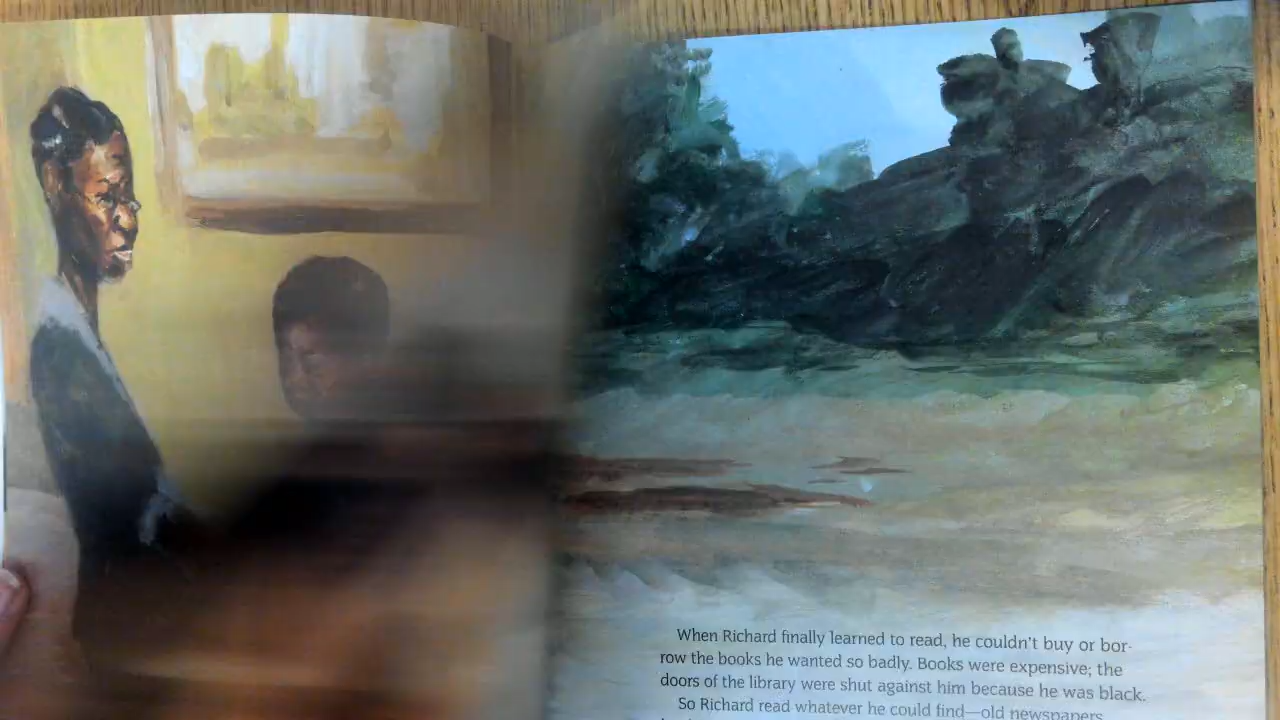 When Richard finally learned to read, he couldn't buy or bor-
row the books he wanted so badly. Books were expensive; the
doors of the library were shut against him because he was black.
So Richard read whatever he could find—old newspapers